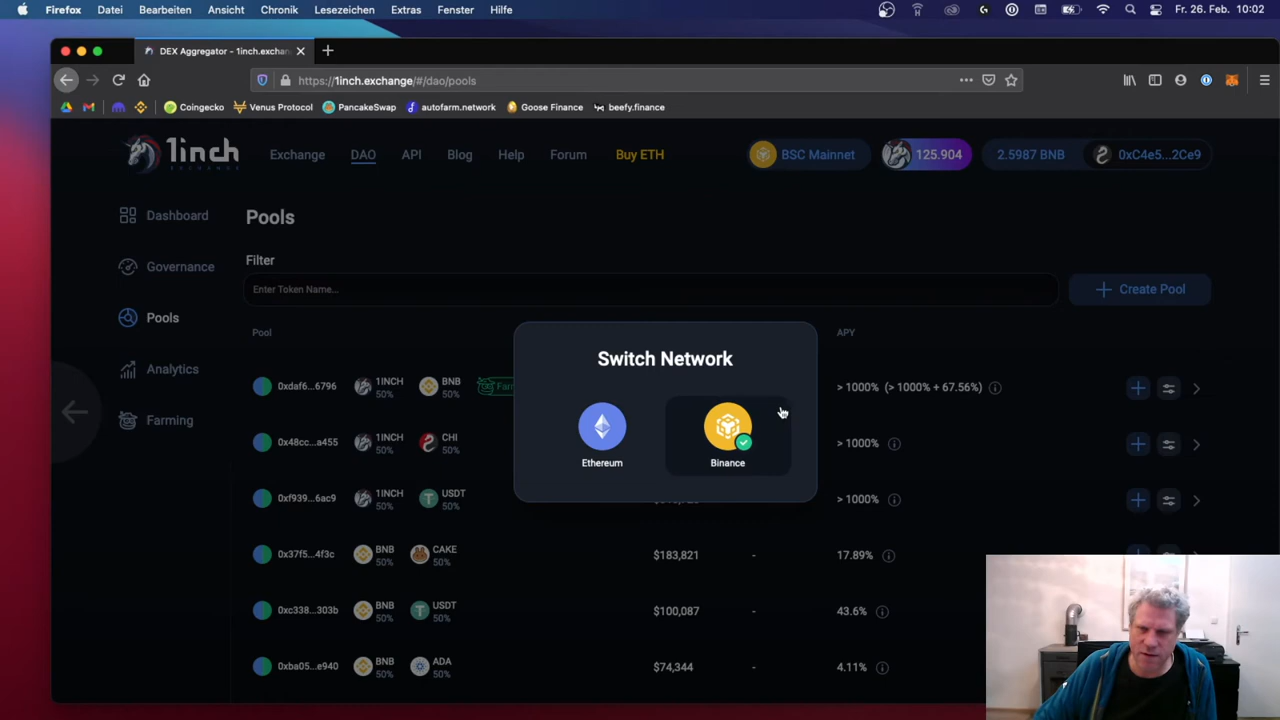 Firefox Datei Bearbeiten Ansicht Chronik Lesezeichen Extras Fenster Hilfe Fr. 26. Feb. 10:02
DEX Aggregator - 1inch.exchan
https://1inch.exchange/#/dao/pools
Coingecko Venus Protocol PancakeSwap autofarm.network Goose Finance beefy.finance
1inch EXCHANGE Exchange DAO API Blog Help Forum Buy ETH BSC Mainnet 125.904 2.5987 BNB 0xC4e5...2Ce9
Dashboard
Governance
Pools
Analytics
Farming
Pools
Filter
Enter Token Name... Create Pool
Pool APY
0xdaf6...6796 1INCH 50% BNB 50% Farm > 1000% (> 1000% + 67.56%)
0x48cc...a455 1INCH 50% CHI 50% > 1000%
0xf939...6ac9 1INCH 50% USDT 50% > 1000%
0x37f5...4f3c BNB 50% CAKE 50% $183,821 - 17.89%
0xc338...303b BNB 50% USDT 50% $100,087 - 43.6%
0xba05...e940 BNB 50% ADA 50% $74,344 - 4.11%
Switch Network
Ethereum Binance